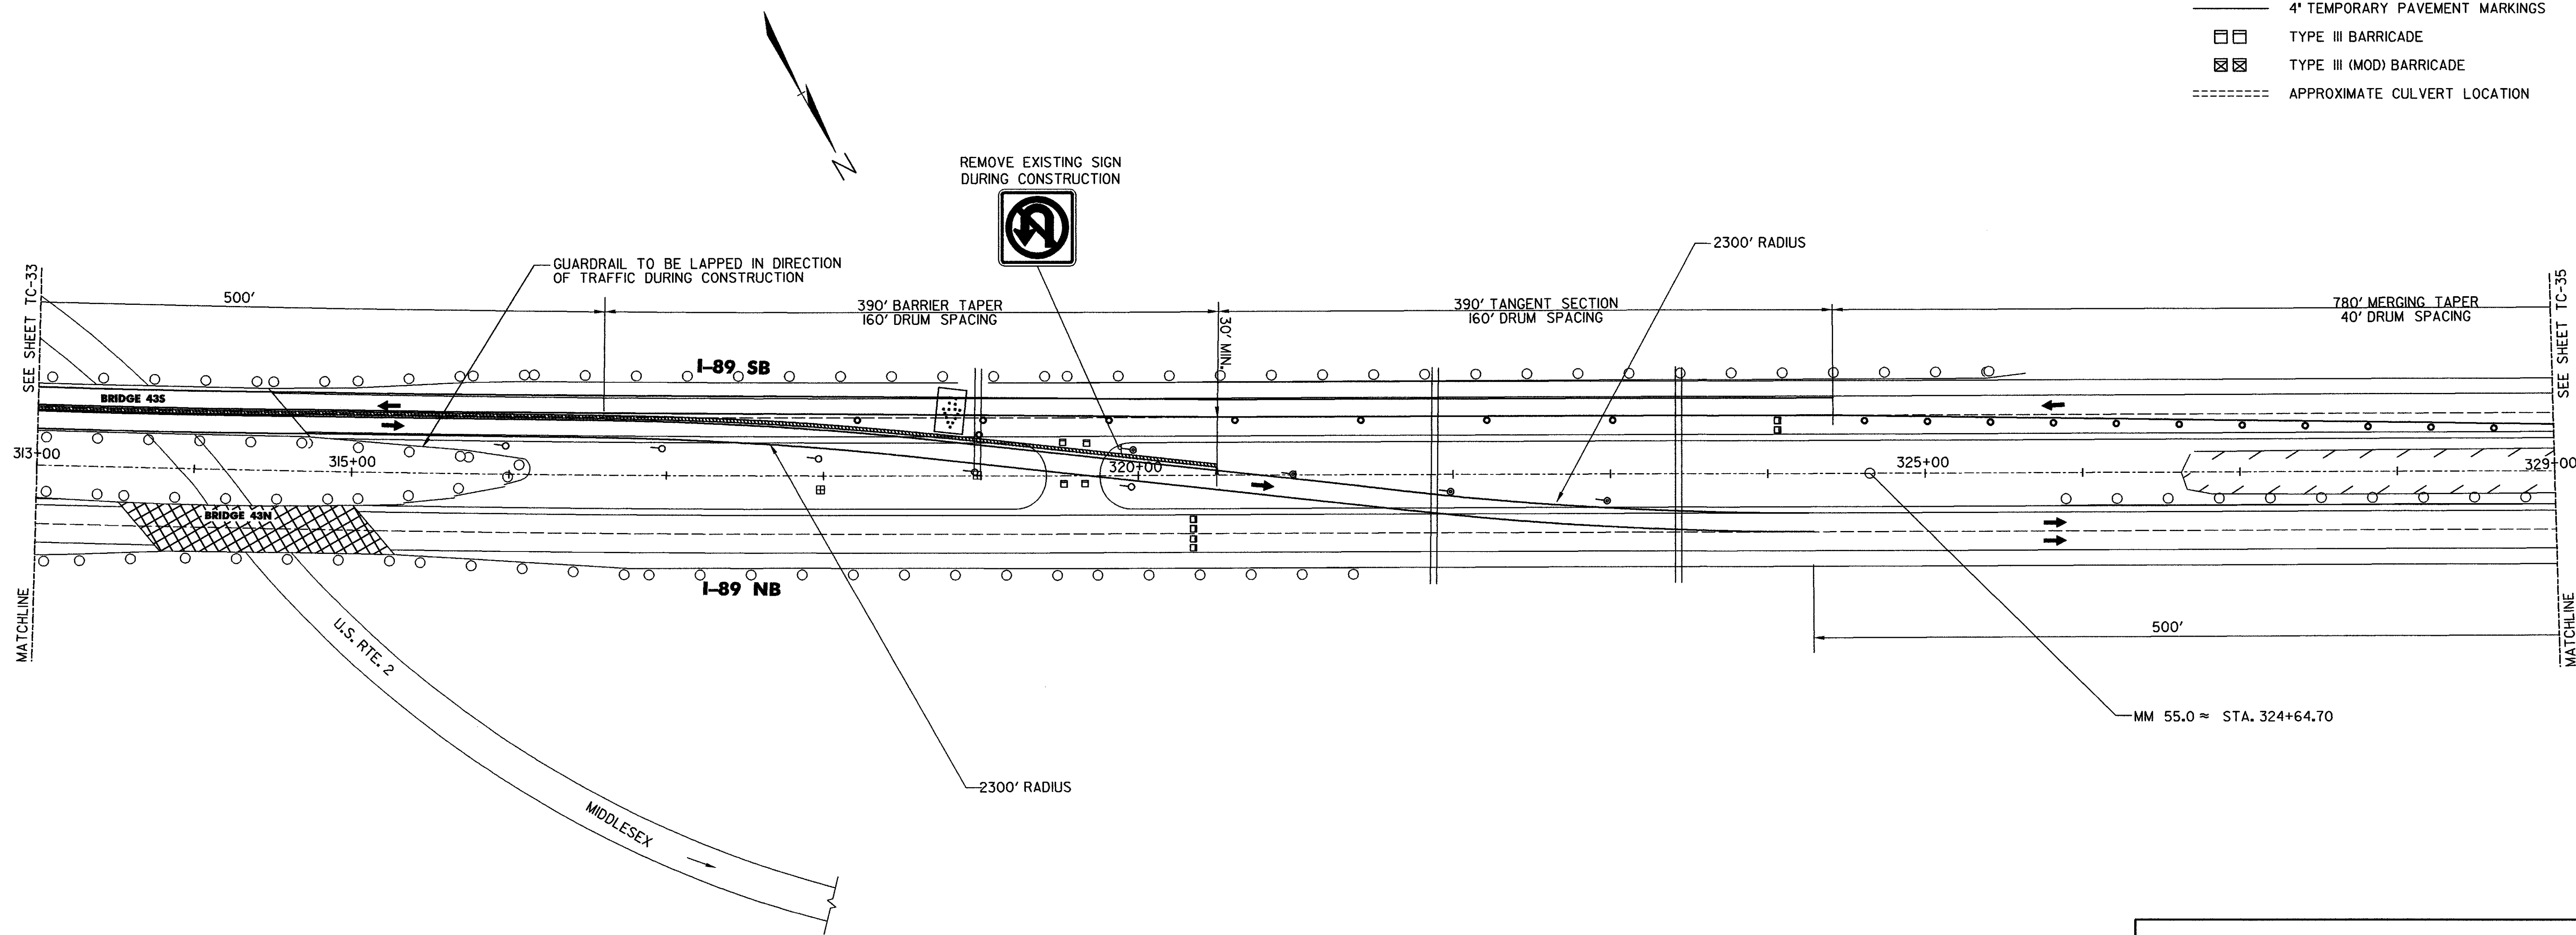 4" TEMPORARY PAVEMENT MARKINGS
TYPE III BARRICADE
TYPE III (MOD) BARRICADE
APPROXIMATE CULVERT LOCATION
N
REMOVE EXISTING SIGN
DURING CONSTRUCTION
2300' RADIUS
GUARDRAIL TO BE LAPPED IN DIRECTION
OF TRAFFIC DURING CONSTRUCTION
SEE SHEET TC-33
500'
390' BARRIER TAPER
160' DRUM SPACING
30' MIN.
390' TANGENT SECTION
160' DRUM SPACING
780' MERGING TAPER
40' DRUM SPACING
SEE SHEET TC-35
I-89 SB
BRIDGE 43S
313+00
315+00
320+00
325+00
329+00
BRIDGE 43N
I-89 NB
MATCHLINE
MATCHLINE
U.S. RTE. 2
500'
MM 55.0 ≈ STA. 324+64.70
2300' RADIUS
MIDDLESEX